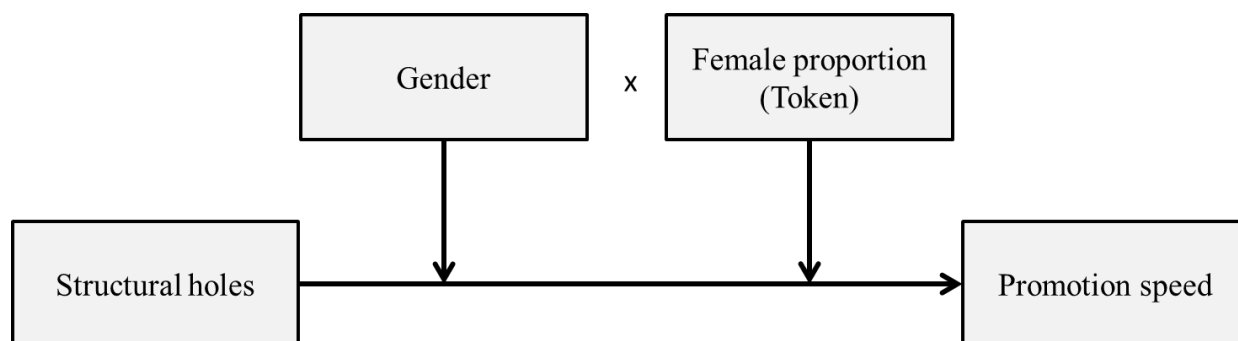 Gender
x
Female proportion
(Token)
Structural holes
Promotion speed